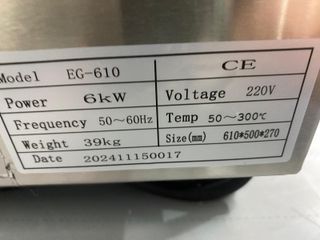 Model EG-610 CE
Power 6kW Voltage 220V
Frequency 50～60Hz Temp 50～300℃
Weight 39kg Size(mm) 610*500*270
Date 202411150017